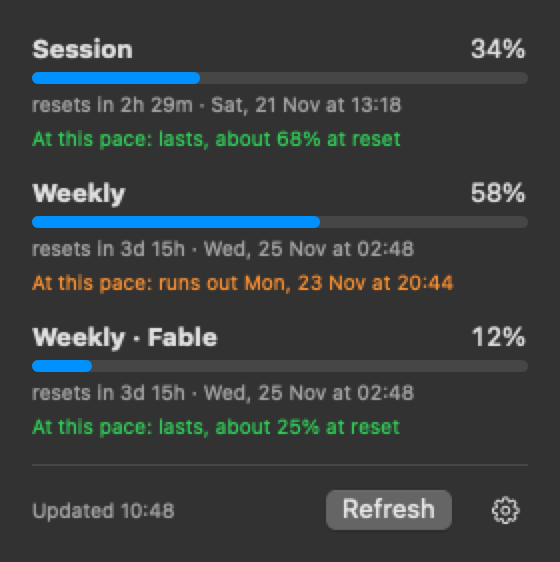 Session 34%
resets in 2h 29m · Sat, 21 Nov at 13:18
At this pace: lasts, about 68% at reset
Weekly 58%
resets in 3d 15h · Wed, 25 Nov at 02:48
At this pace: runs out Mon, 23 Nov at 20:44
Weekly · Fable 12%
resets in 3d 15h · Wed, 25 Nov at 02:48
At this pace: lasts, about 25% at reset
Updated 10:48 Refresh